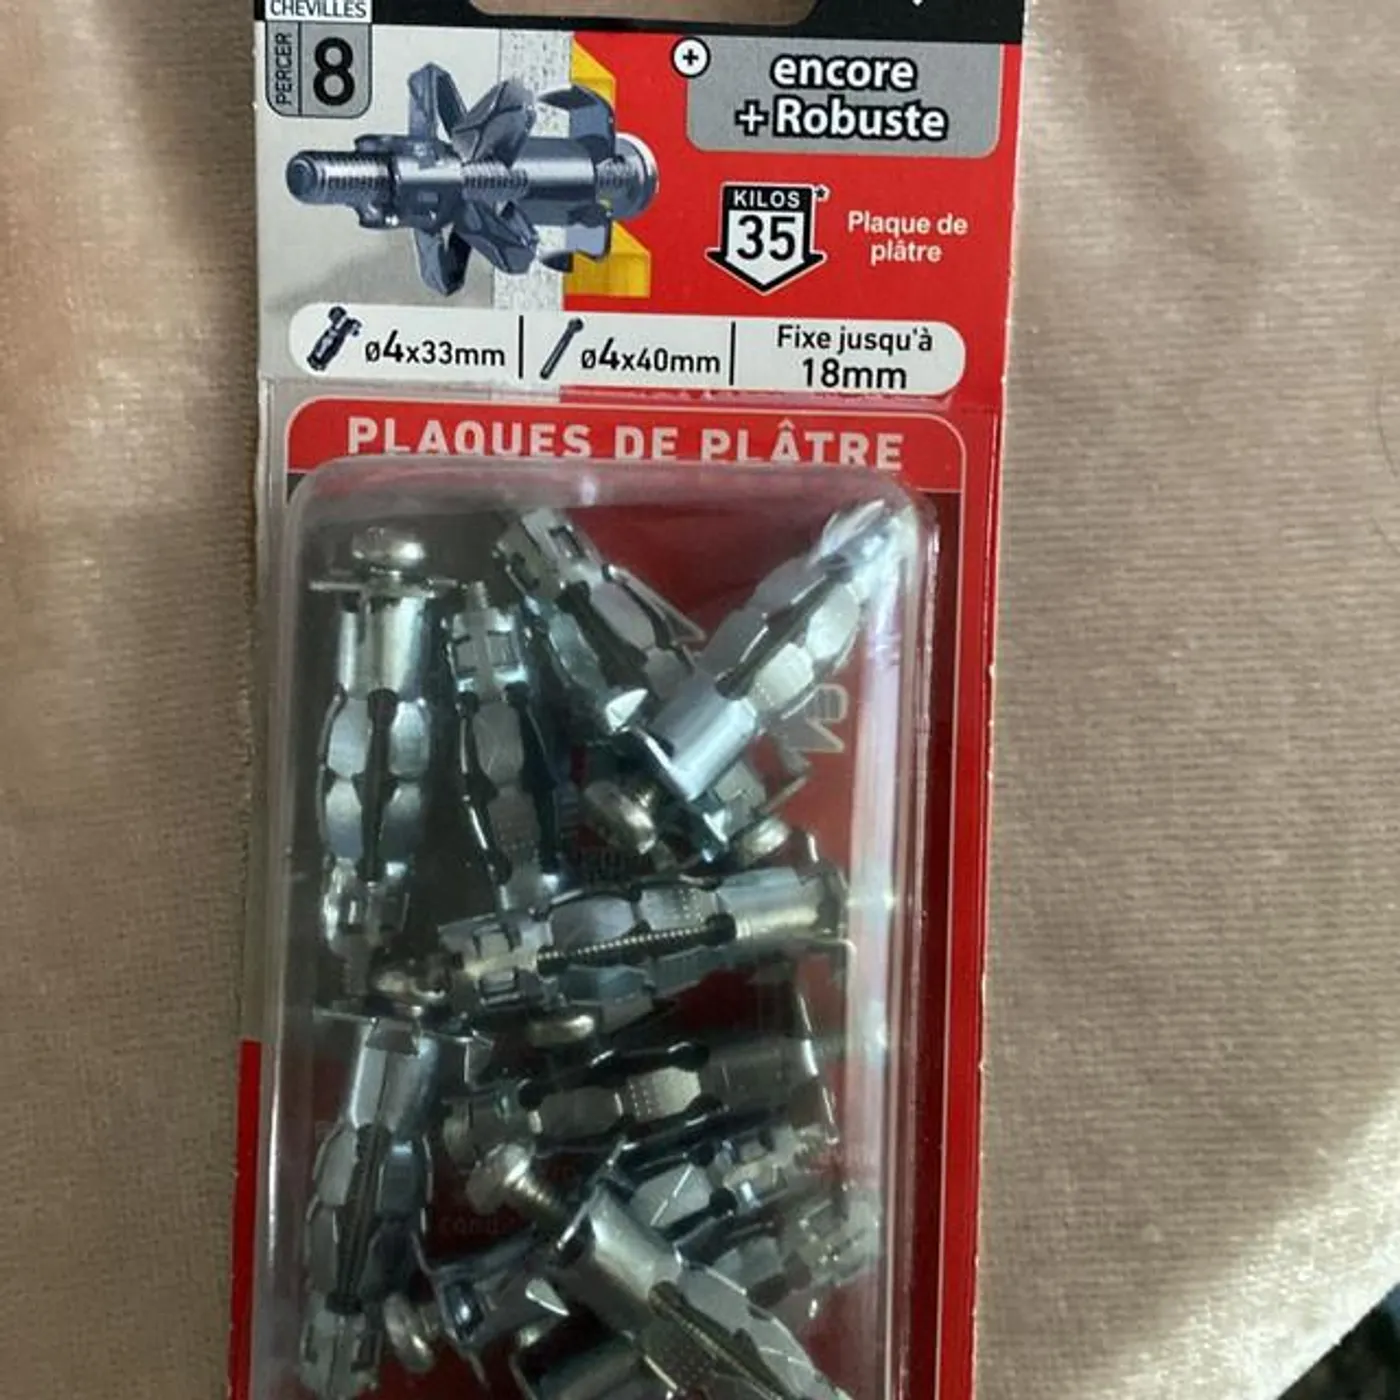 CHEVILLES
PERCER 8
+ encore
+ Robuste
KILOS *
35
Plaque de
plâtre
ø4x33mm
ø4x40mm
Fixe jusqu'à
18mm
PLAQUES DE PLÂTRE